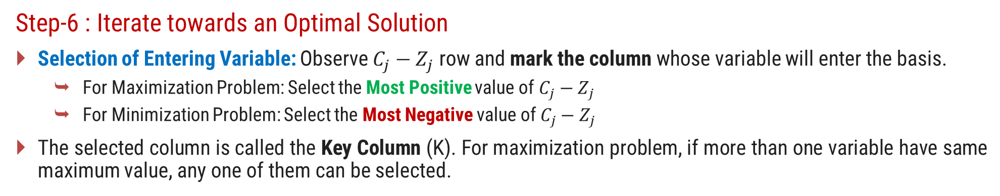 Step-6 : Iterate towards an Optimal Solution
Selection of Entering Variable: Observe C_j − Z_j row and mark the column whose variable will enter the basis.
For Maximization Problem: Select the Most Positive value of C_j − Z_j
For Minimization Problem: Select the Most Negative value of C_j − Z_j
The selected column is called the Key Column (K). For maximization problem, if more than one variable have same
maximum value, any one of them can be selected.